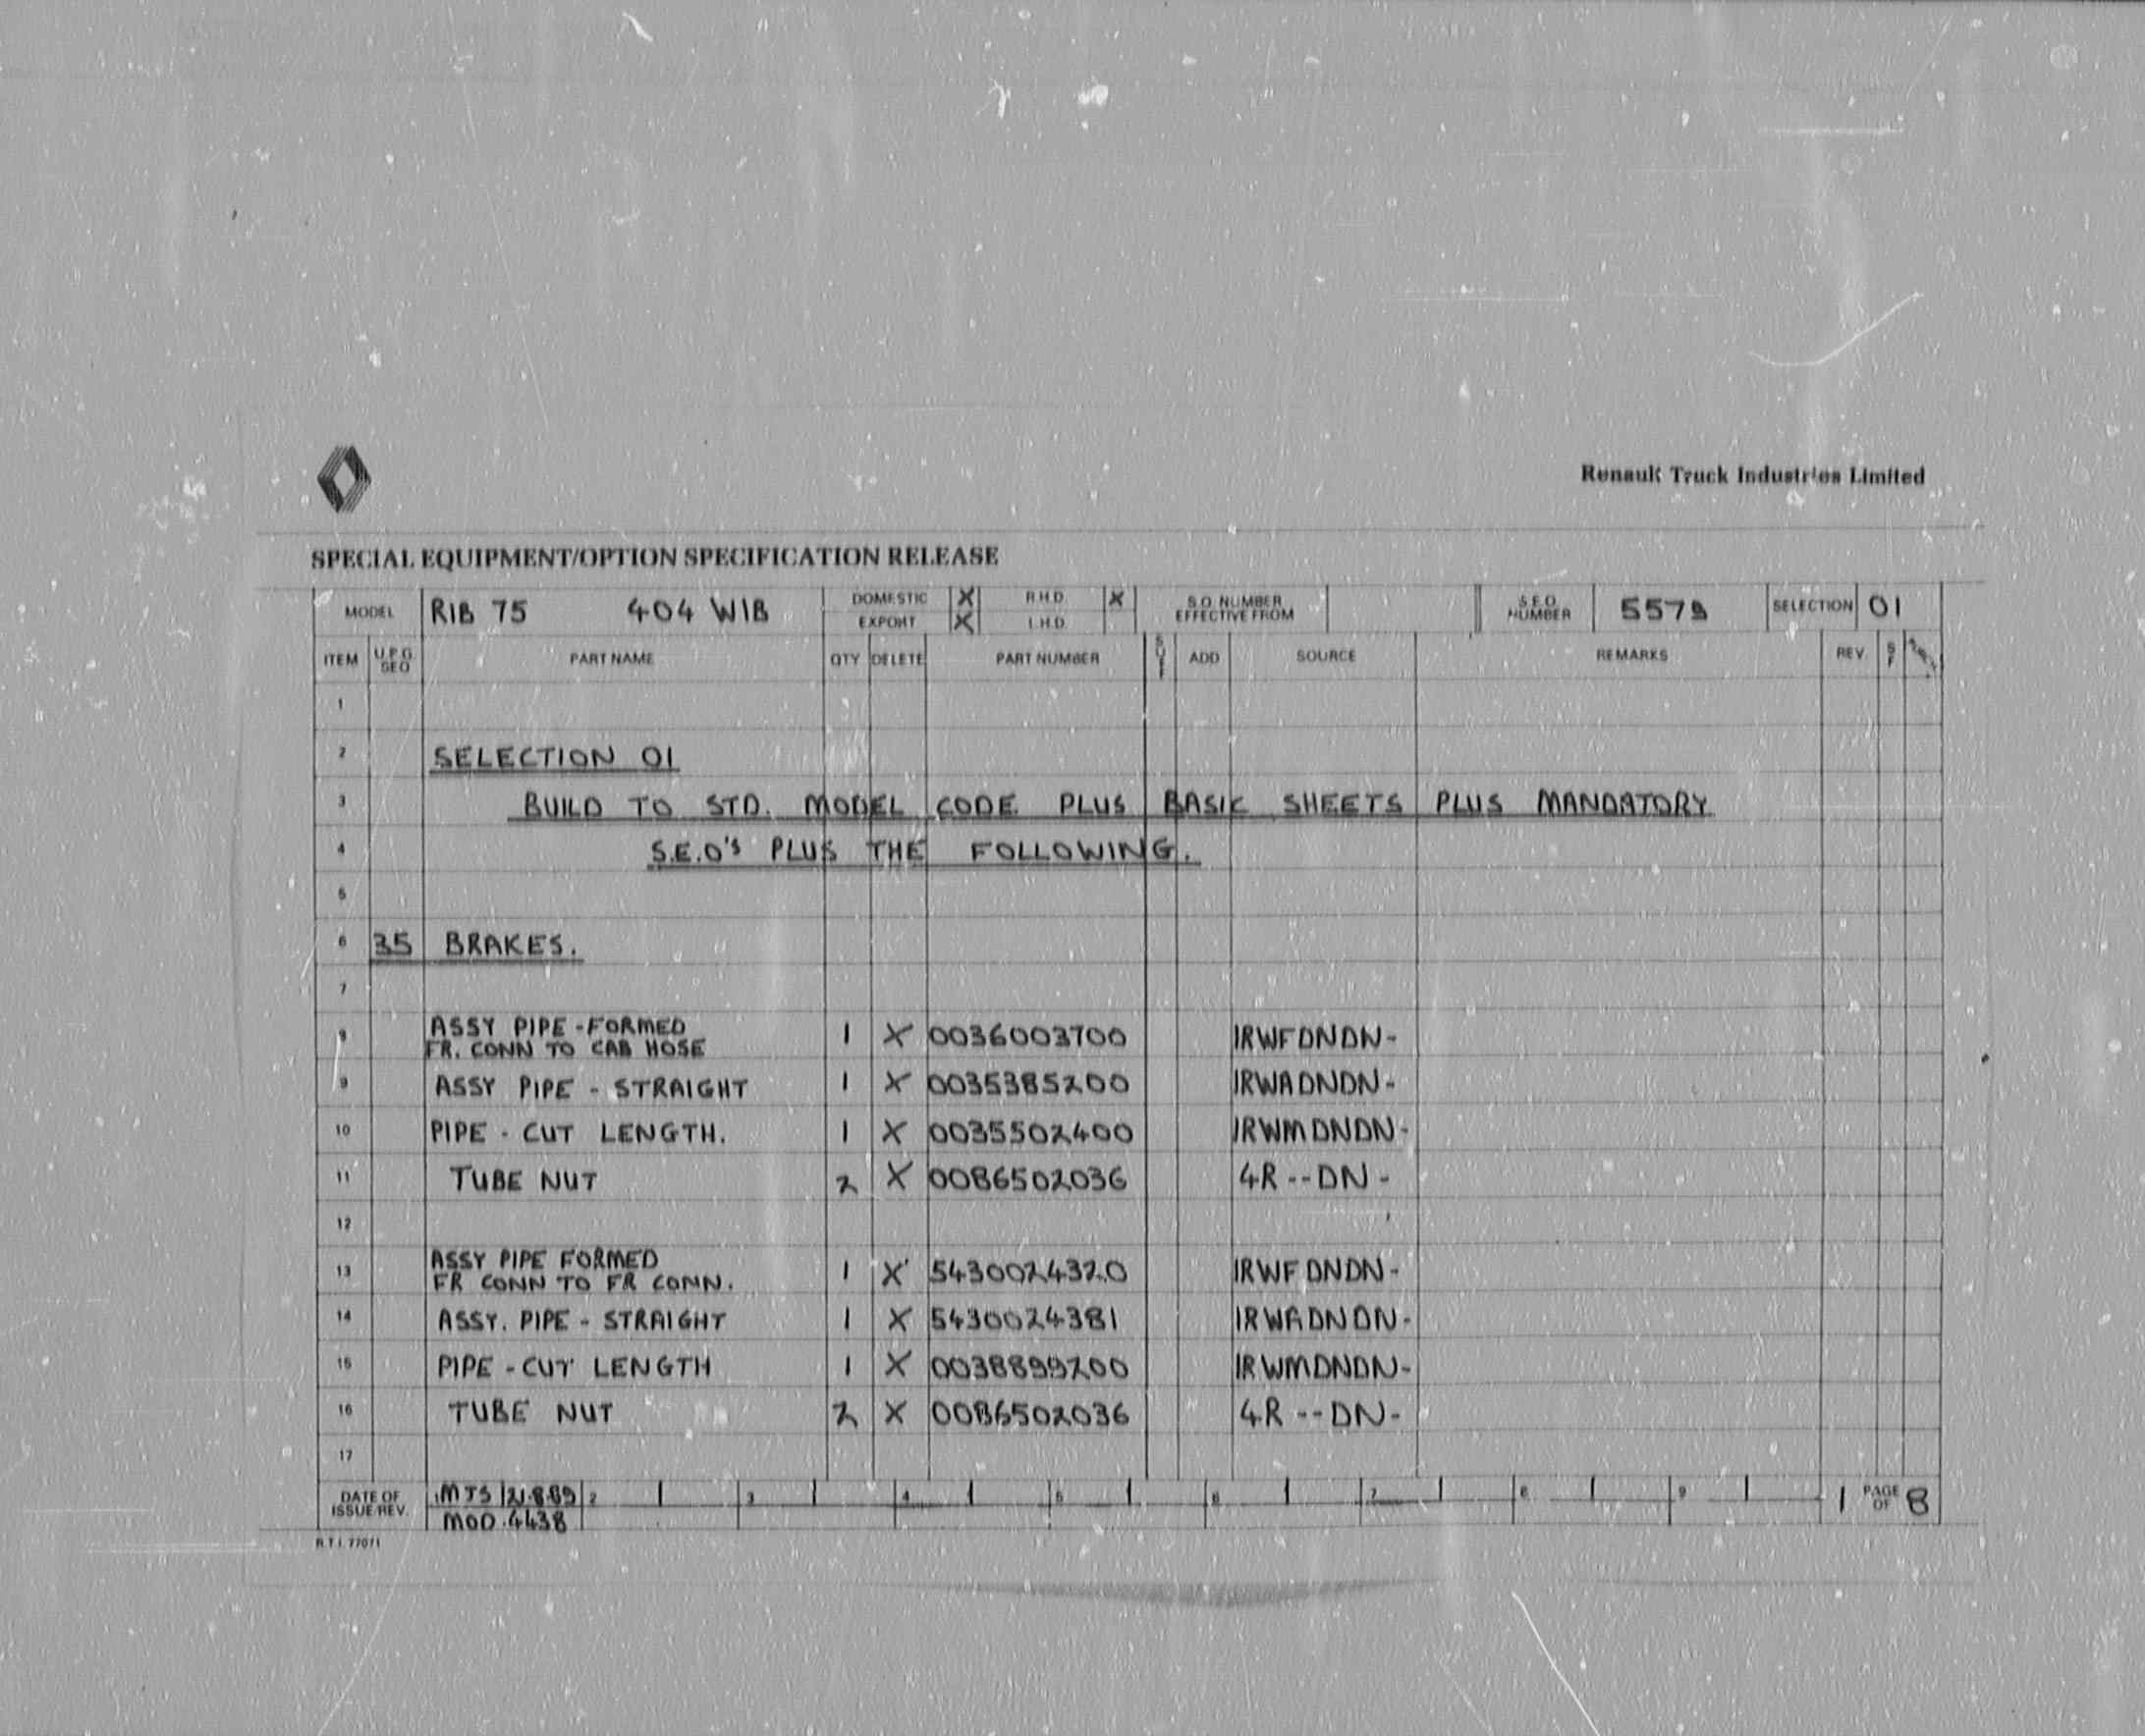 Renault Truck Industries Limited
SPECIAL EQUIPMENT/OPTION SPECIFICATION RELEASE
MODEL RIB 75 404 WIB DOMESTIC X R.H.D. X S.O. NUMBER EFFECTIVE FROM S.E.O. NUMBER SELECTION 01
EXPORT X L.H.D.
ITEM U.P.G. SEQ PART NAME QTY DELETE PART NUMBER ADD SOURCE REMARKS REV
1
2 SELECTION 01
3 BUILD TO STD. MODEL CODE PLUS BASIC SHEETS PLUS MANDATORY
4 S.E.O's PLUS THE FOLLOWING.
5
6 35 BRAKES.
7
8 ASSY PIPE - FORMED
FR. CONN TO CAB HOSE 1 X 0036003700 IRWFDNDN-
9 ASSY PIPE - STRAIGHT 1 X 0035385200 IRWADNDN-
10 PIPE - CUT LENGTH. 1 X 0035502400 IRWMDNDN-
11 TUBE NUT 2 X 0086502036 4R--DN-
12
13 ASSY PIPE FORMED
FR CONN TO FR CONN. 1 X 5430024320 IRWFDNDN-
14 ASSY. PIPE - STRAIGHT 1 X 5430024381 IRWADNDN-
15 PIPE - CUT LENGTH 1 X 0038899200 IRWMDNDN-
16 TUBE NUT 2 X 0086502036 4R--DN-
17
DATE OF ISSUE/REV. 1 MTS 21.8.89 2 3 4 5 6 7 8 9 1 PAGE OF 8
MOD.4438
R.T.I. 77071